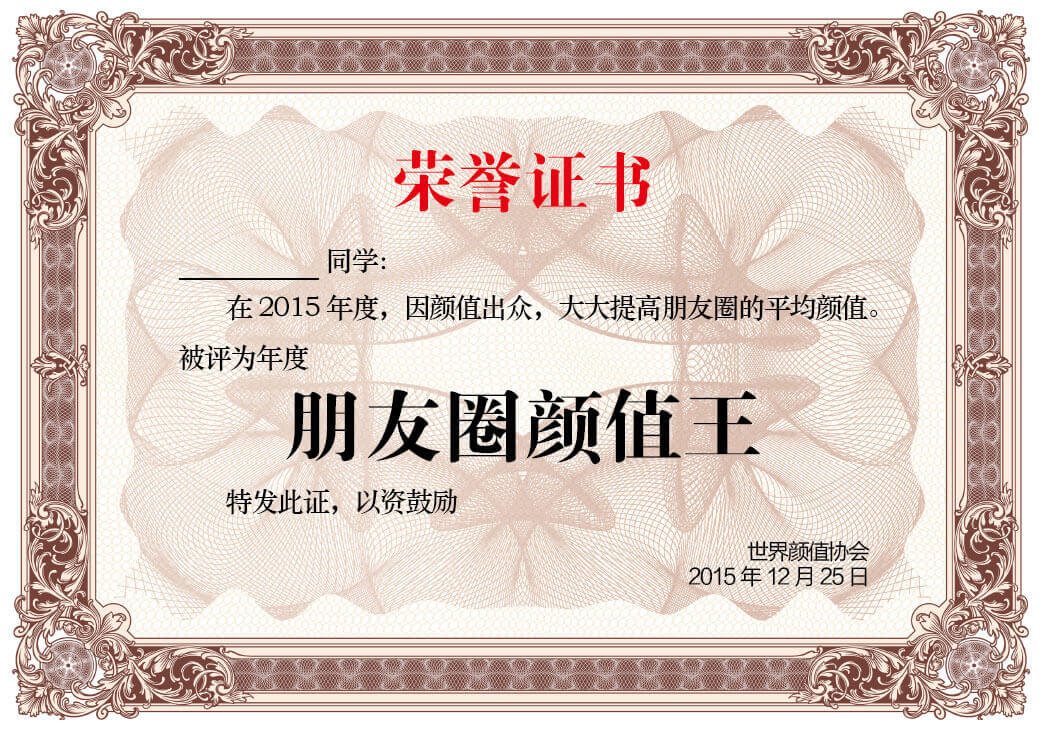 荣誉证书
________ 同学:
在 2015 年度，因颜值出众，大大提高朋友圈的平均颜值。
被评为年度
朋友圈颜值王
特发此证，以资鼓励
世界颜值协会
2015 年 12 月 25 日